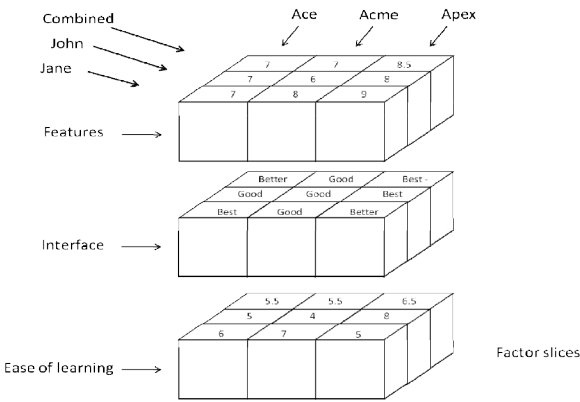 Combined
Ace
Acme
Apex
John
Jane
7 7 8.5
7 6 8
7 8 9
Features
Better Good Best -
Good Good Best
Best Good Better
Interface
5.5 5.5 6.5
5 4 8
6 7 5
Ease of learning
Factor slices